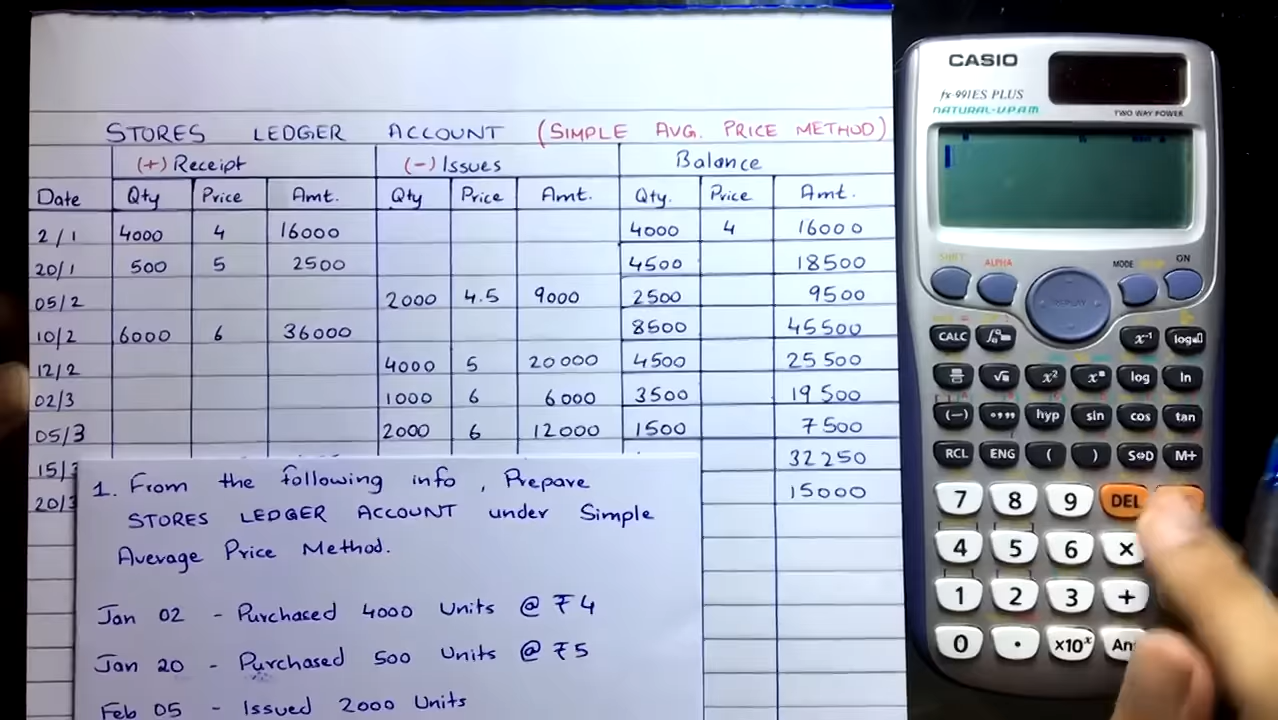 STORES LEDGER ACCOUNT (SIMPLE AVG. PRICE METHOD)
(+) Receipt (-) Issues Balance
Date Qty Price Amt. Qty Price Amt. Qty. Price Amt.
2/1 4000 4 16000 4000 4 16000
20/1 500 5 2500 4500 18500
05/2 2000 4.5 9000 2500 9500
10/2 6000 6 36000 8500 45500
12/2 4000 5 20000 4500 25500
02/3 1000 6 6000 3500 19500
05/3 2000 6 12000 1500 7500
15/3 32250
20/3 15000
1. From the following info, Prepare
STORES LEDGER ACCOUNT under Simple
Average Price Method.
Jan 02 - Purchased 4000 Units @ ₹4
Jan 20 - Purchased 500 Units @ ₹5
Feb 05 - Issued 2000 Units
CASIO
fx-991ES PLUS
NATURAL-V.P.A.M.
TWO WAY POWER
SHIFT ALPHA MODE ON
REPLAY
CALC x⁻¹ log
√ x² log ln
(-) hyp sin cos tan
RCL ENG ( ) S⇔D M+
7 8 9 DEL
4 5 6 ×
1 2 3 +
0 . ×10ˣ